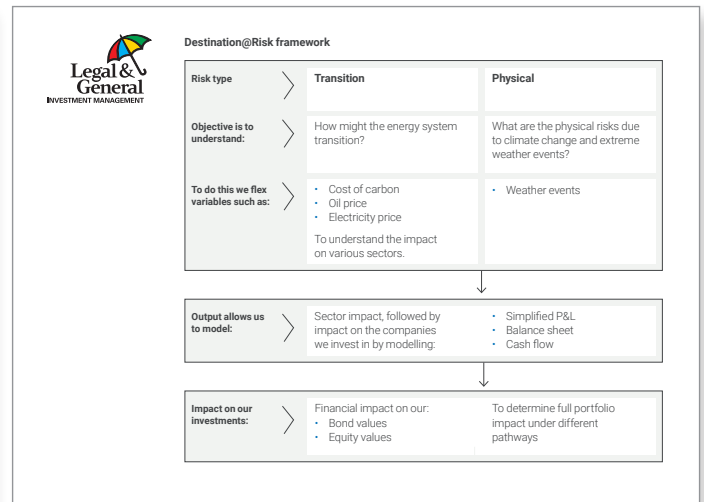 Legal &
General
INVESTMENT MANAGEMENT
Destination@Risk framework
Risk type
Transition
Physical
Objective is to
understand:
How might the energy system
transition?
What are the physical risks due
to climate change and extreme
weather events?
To do this we flex
variables such as:
• Cost of carbon
• Oil price
• Electricity price
To understand the impact
on various sectors.
• Weather events
Output allows us
to model:
Sector impact, followed by
impact on the companies
we invest in by modelling:
• Simplified P&L
• Balance sheet
• Cash flow
Impact on our
investments:
Financial impact on our:
• Bond values
• Equity values
To determine full portfolio
impact under different
pathways